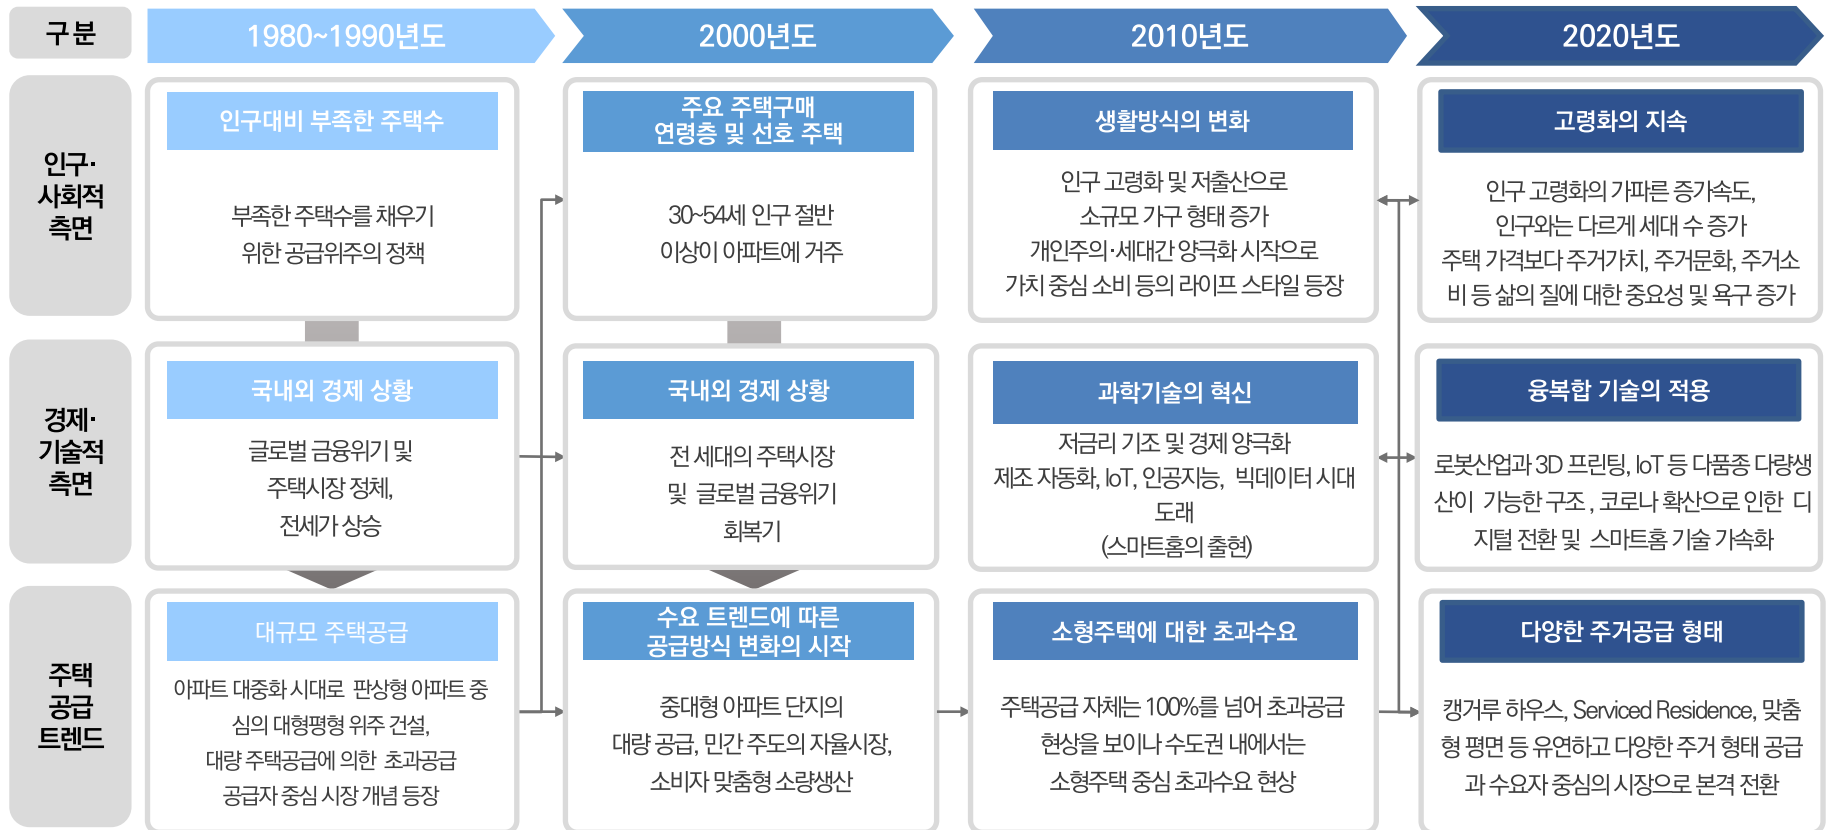 구분
1980~1990년도
2000년도
2010년도
2020년도
인구·
사회적
측면
인구대비 부족한 주택수
부족한 주택수를 채우기
위한 공급위주의 정책
주요 주택구매
연령층 및 선호 주택
30~54세 인구 절반
이상이 아파트에 거주
생활방식의 변화
인구 고령화 및 저출산으로
소규모 가구 형태 증가
개인주의·세대간 양극화 시작으로
가치 중심 소비 등의 라이프 스타일 등장
고령화의 지속
인구 고령화의 가파른 증가속도,
인구와는 다르게 세대 수 증가
주택 가격보다 주거가치, 주거문화, 주거소
비 등 삶의 질에 대한 중요성 및 욕구 증가
경제·
기술적
측면
국내외 경제 상황
글로벌 금융위기 및
주택시장 정체,
전세가 상승
국내외 경제 상황
전 세대의 주택시장
및 글로벌 금융위기
회복기
과학기술의 혁신
저금리 기조 및 경제 양극화
제조 자동화, IoT, 인공지능, 빅데이터 시대
도래
(스마트홈의 출현)
융복합 기술의 적용
로봇산업과 3D 프린팅, IoT 등 다품종 다량생
산이 가능한 구조 , 코로나 확산으로 인한 디
지털 전환 및 스마트홈 기술 가속화
주택
공급
트렌드
대규모 주택공급
아파트 대중화 시대로 판상형 아파트 중
심의 대형평형 위주 건설,
대량 주택공급에 의한 초과공급
공급자 중심 시장 개념 등장
수요 트렌드에 따른
공급방식 변화의 시작
중대형 아파트 단지의
대량 공급, 민간 주도의 자율시장,
소비자 맞춤형 소량생산
소형주택에 대한 초과수요
주택공급 자체는 100%를 넘어 초과공급
현상을 보이나 수도권 내에서는
소형주택 중심 초과수요 현상
다양한 주거공급 형태
캥거루 하우스, Serviced Residence, 맞춤
형 평면 등 유연하고 다양한 주거 형태 공급
과 수요자 중심의 시장으로 본격 전환